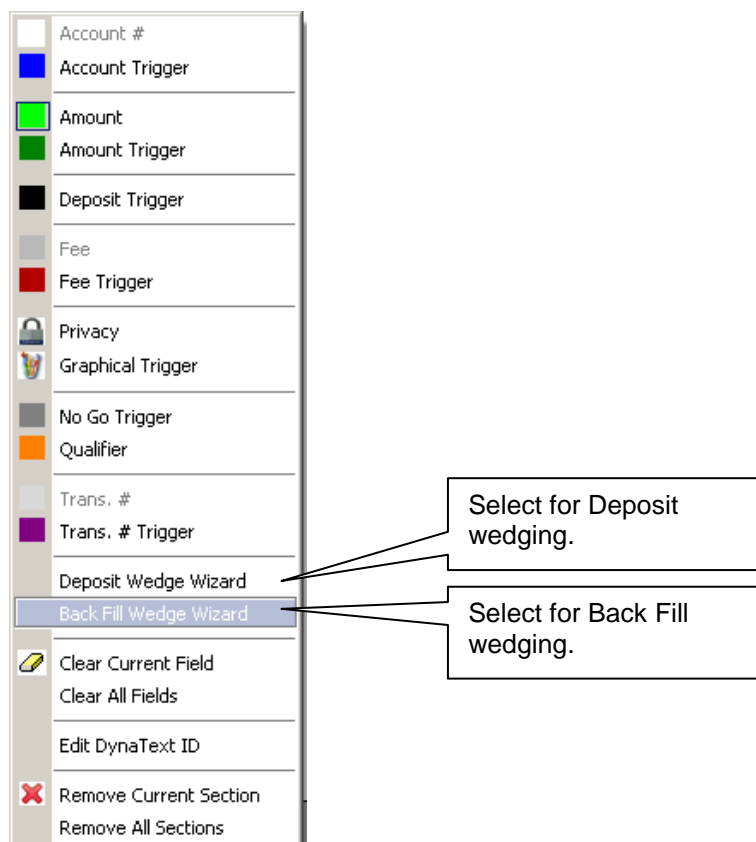 Account #
Account Trigger
Amount
Amount Trigger
Deposit Trigger
Fee
Fee Trigger
Privacy
Graphical Trigger
No Go Trigger
Qualifier
Trans. #
Trans. # Trigger
Deposit Wedge Wizard
Back Fill Wedge Wizard
Clear Current Field
Clear All Fields
Edit DynaText ID
Remove Current Section
Remove All Sections
Select for Deposit
wedging.
Select for Back Fill
wedging.